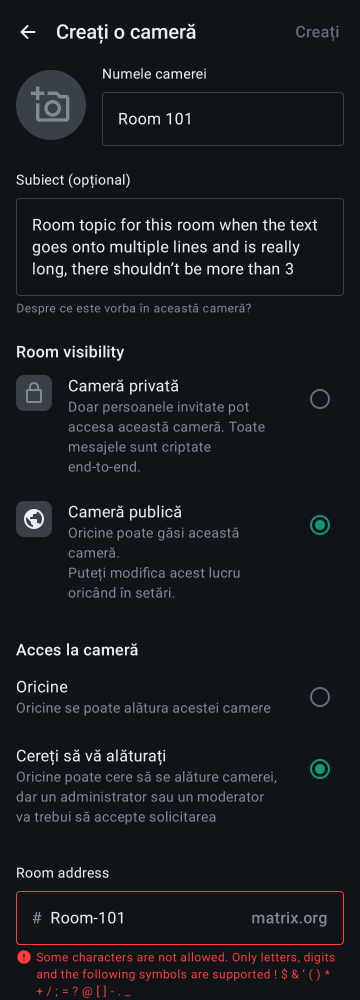 Creați o cameră
Creați
Numele camerei
Room 101
Subiect (opțional)
Room topic for this room when the text
goes onto multiple lines and is really
long, there shouldn’t be more than 3
Despre ce este vorba în această cameră?
Room visibility
Cameră privată
Doar persoanele invitate pot
accesa această cameră. Toate
mesajele sunt criptate
end-to-end.
Cameră publică
Oricine poate găsi această
cameră.
Puteți modifica acest lucru
oricând în setări.
Acces la cameră
Oricine
Oricine se poate alătura acestei camere
Cereți să vă alăturați
Oricine poate cere să se alăture camerei,
dar un administrator sau un moderator
va trebui să accepte solicitarea
Room address
# Room-101 matrix.org
Some characters are not allowed. Only letters, digits
and the following symbols are supported ! $ & ‘ ( ) *
+ / ; = ? @ [ ] - . _